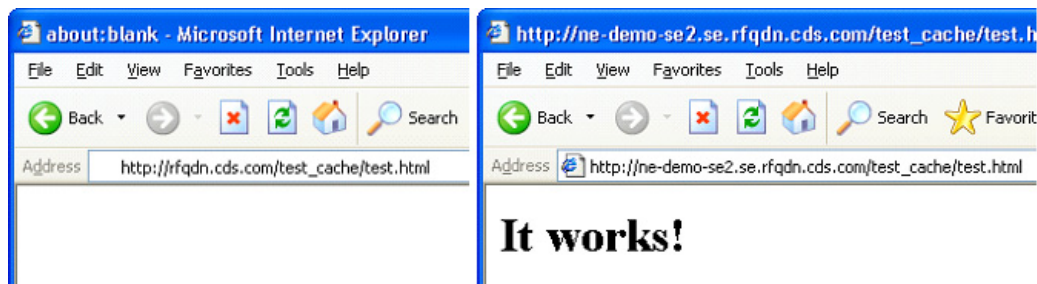 about:blank - Microsoft Internet Explorer
File Edit View Favorites Tools Help
Back Search
Address http://rfqdn.cds.com/test_cache/test.html
http://ne-demo-se2.se.rfqdn.cds.com/test_cache/test.h
File Edit View Favorites Tools Help
Back Search Favorit
Address http://ne-demo-se2.se.rfqdn.cds.com/test_cache/test.html
It works!